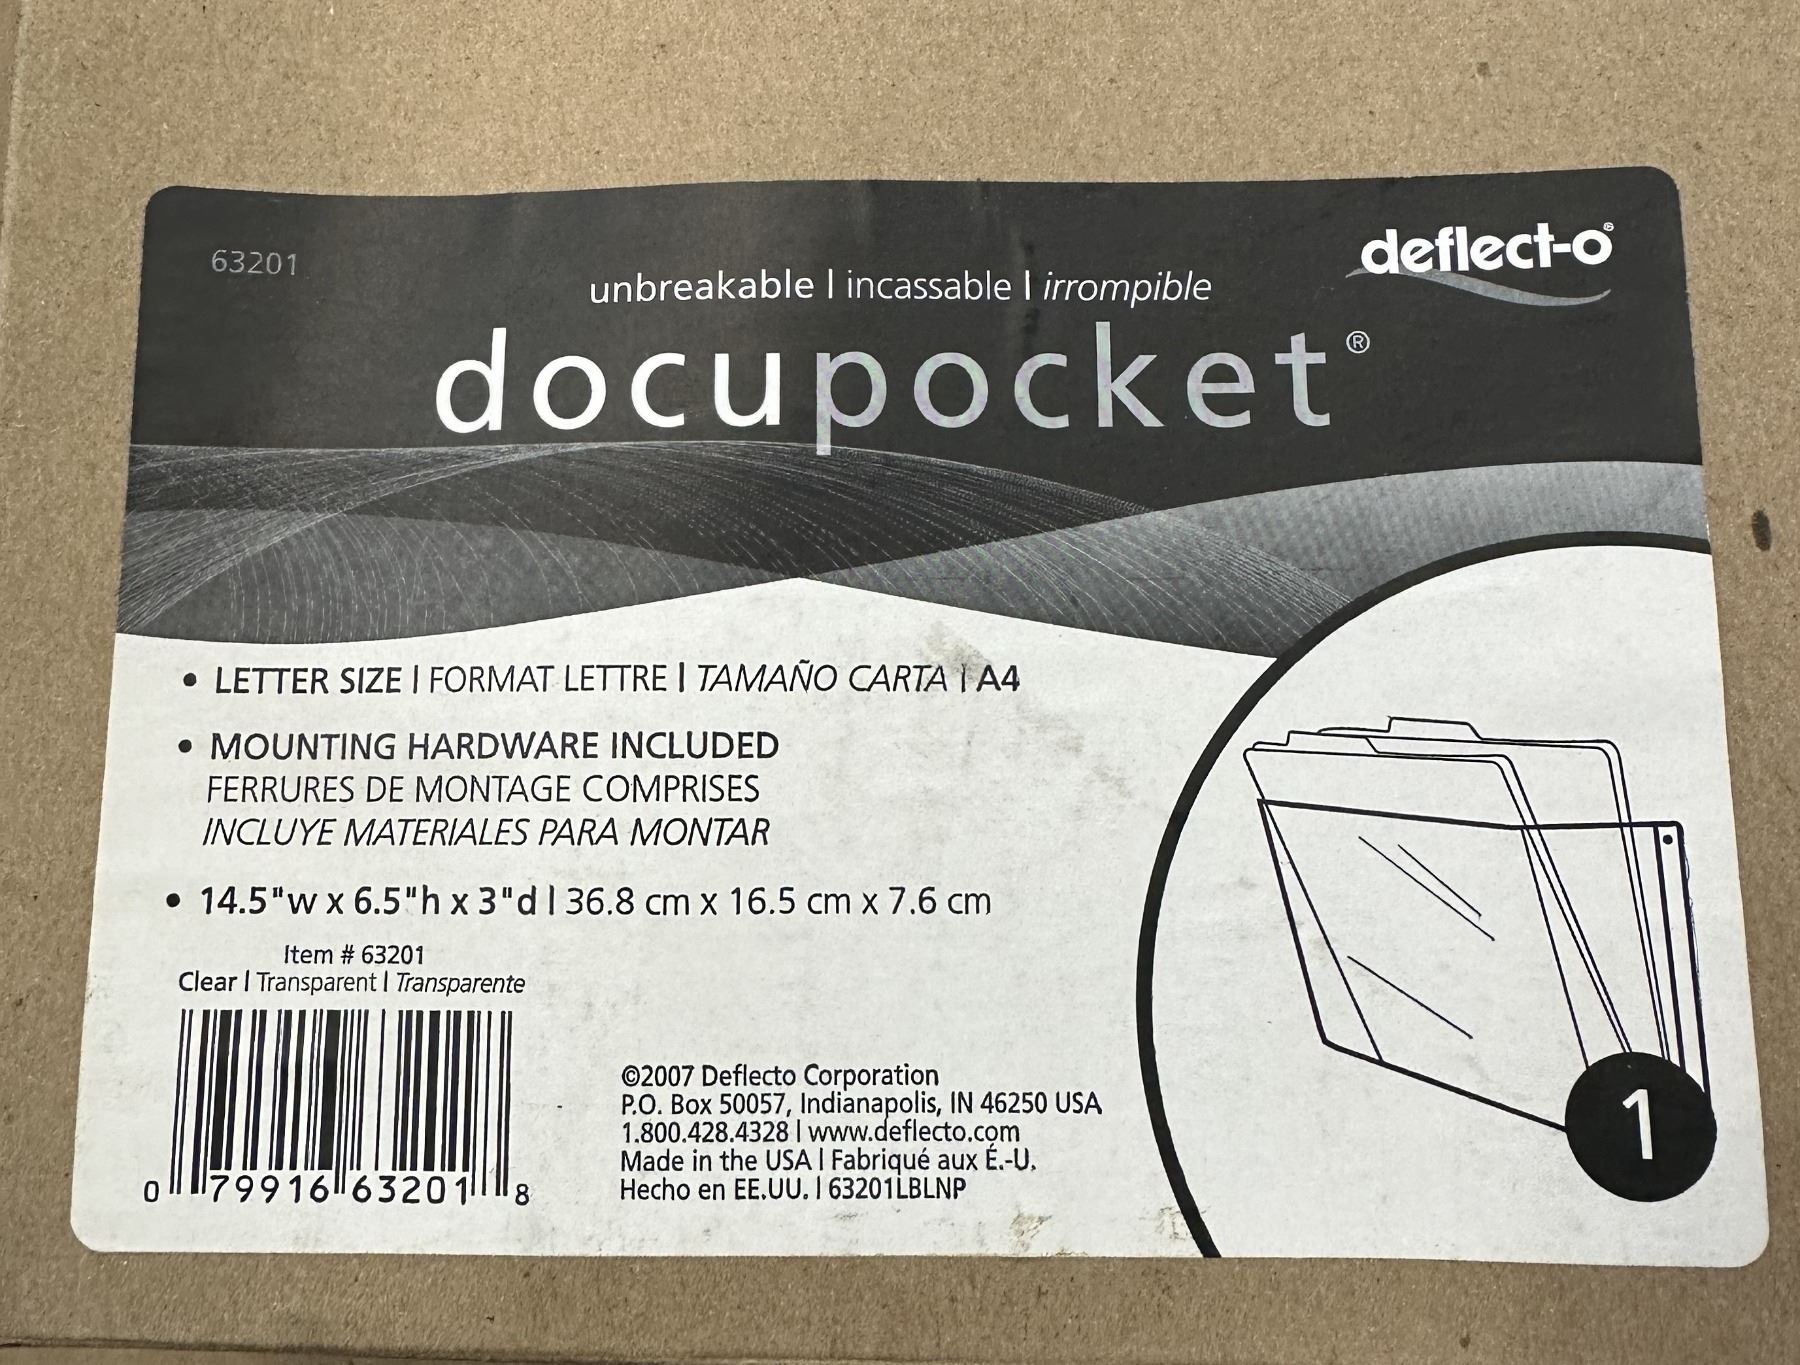 63201
deflect-o®
unbreakable | incassable | irrompible
docupocket®
• LETTER SIZE | FORMAT LETTRE | TAMAÑO CARTA | A4
• MOUNTING HARDWARE INCLUDED
FERRURES DE MONTAGE COMPRISES
INCLUYE MATERIALES PARA MONTAR
• 14.5"w x 6.5"h x 3"d | 36.8 cm x 16.5 cm x 7.6 cm
Item # 63201
Clear | Transparent | Transparente
0 79916 63201 8
©2007 Deflecto Corporation
P.O. Box 50057, Indianapolis, IN 46250 USA
1.800.428.4328 | www.deflecto.com
Made in the USA | Fabriqué aux É.-U.
Hecho en EE.UU. | 63201LBLNP
1